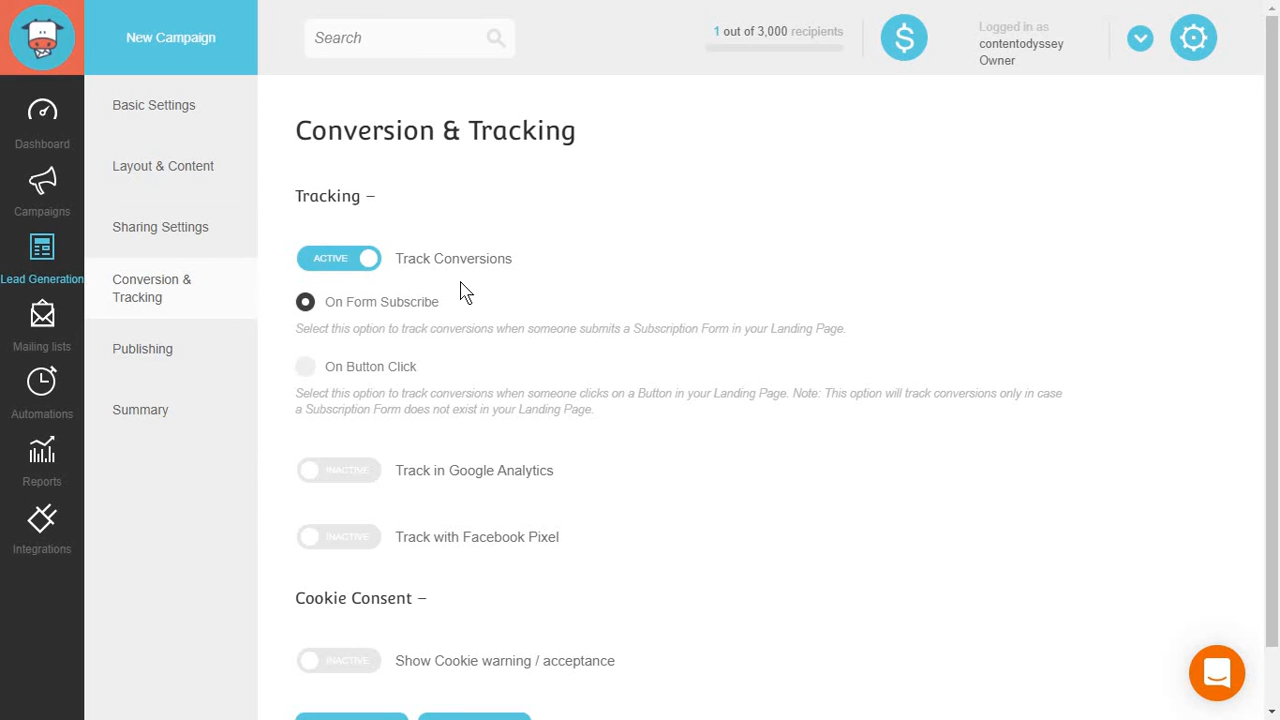 New Campaign
Search
1 out of 3,000 recipients
Logged in as
contentodyssey
Owner
Dashboard
Campaigns
Lead Generation
Mailing lists
Automations
Reports
Integrations
Basic Settings
Layout & Content
Sharing Settings
Conversion &
Tracking
Publishing
Summary
Conversion & Tracking
Tracking –
ACTIVE
Track Conversions
On Form Subscribe
Select this option to track conversions when someone submits a Subscription Form in your Landing Page.
On Button Click
Select this option to track conversions when someone clicks on a Button in your Landing Page. Note: This option will track conversions only in case
a Subscription Form does not exist in your Landing Page.
INACTIVE
Track in Google Analytics
INACTIVE
Track with Facebook Pixel
Cookie Consent –
INACTIVE
Show Cookie warning / acceptance